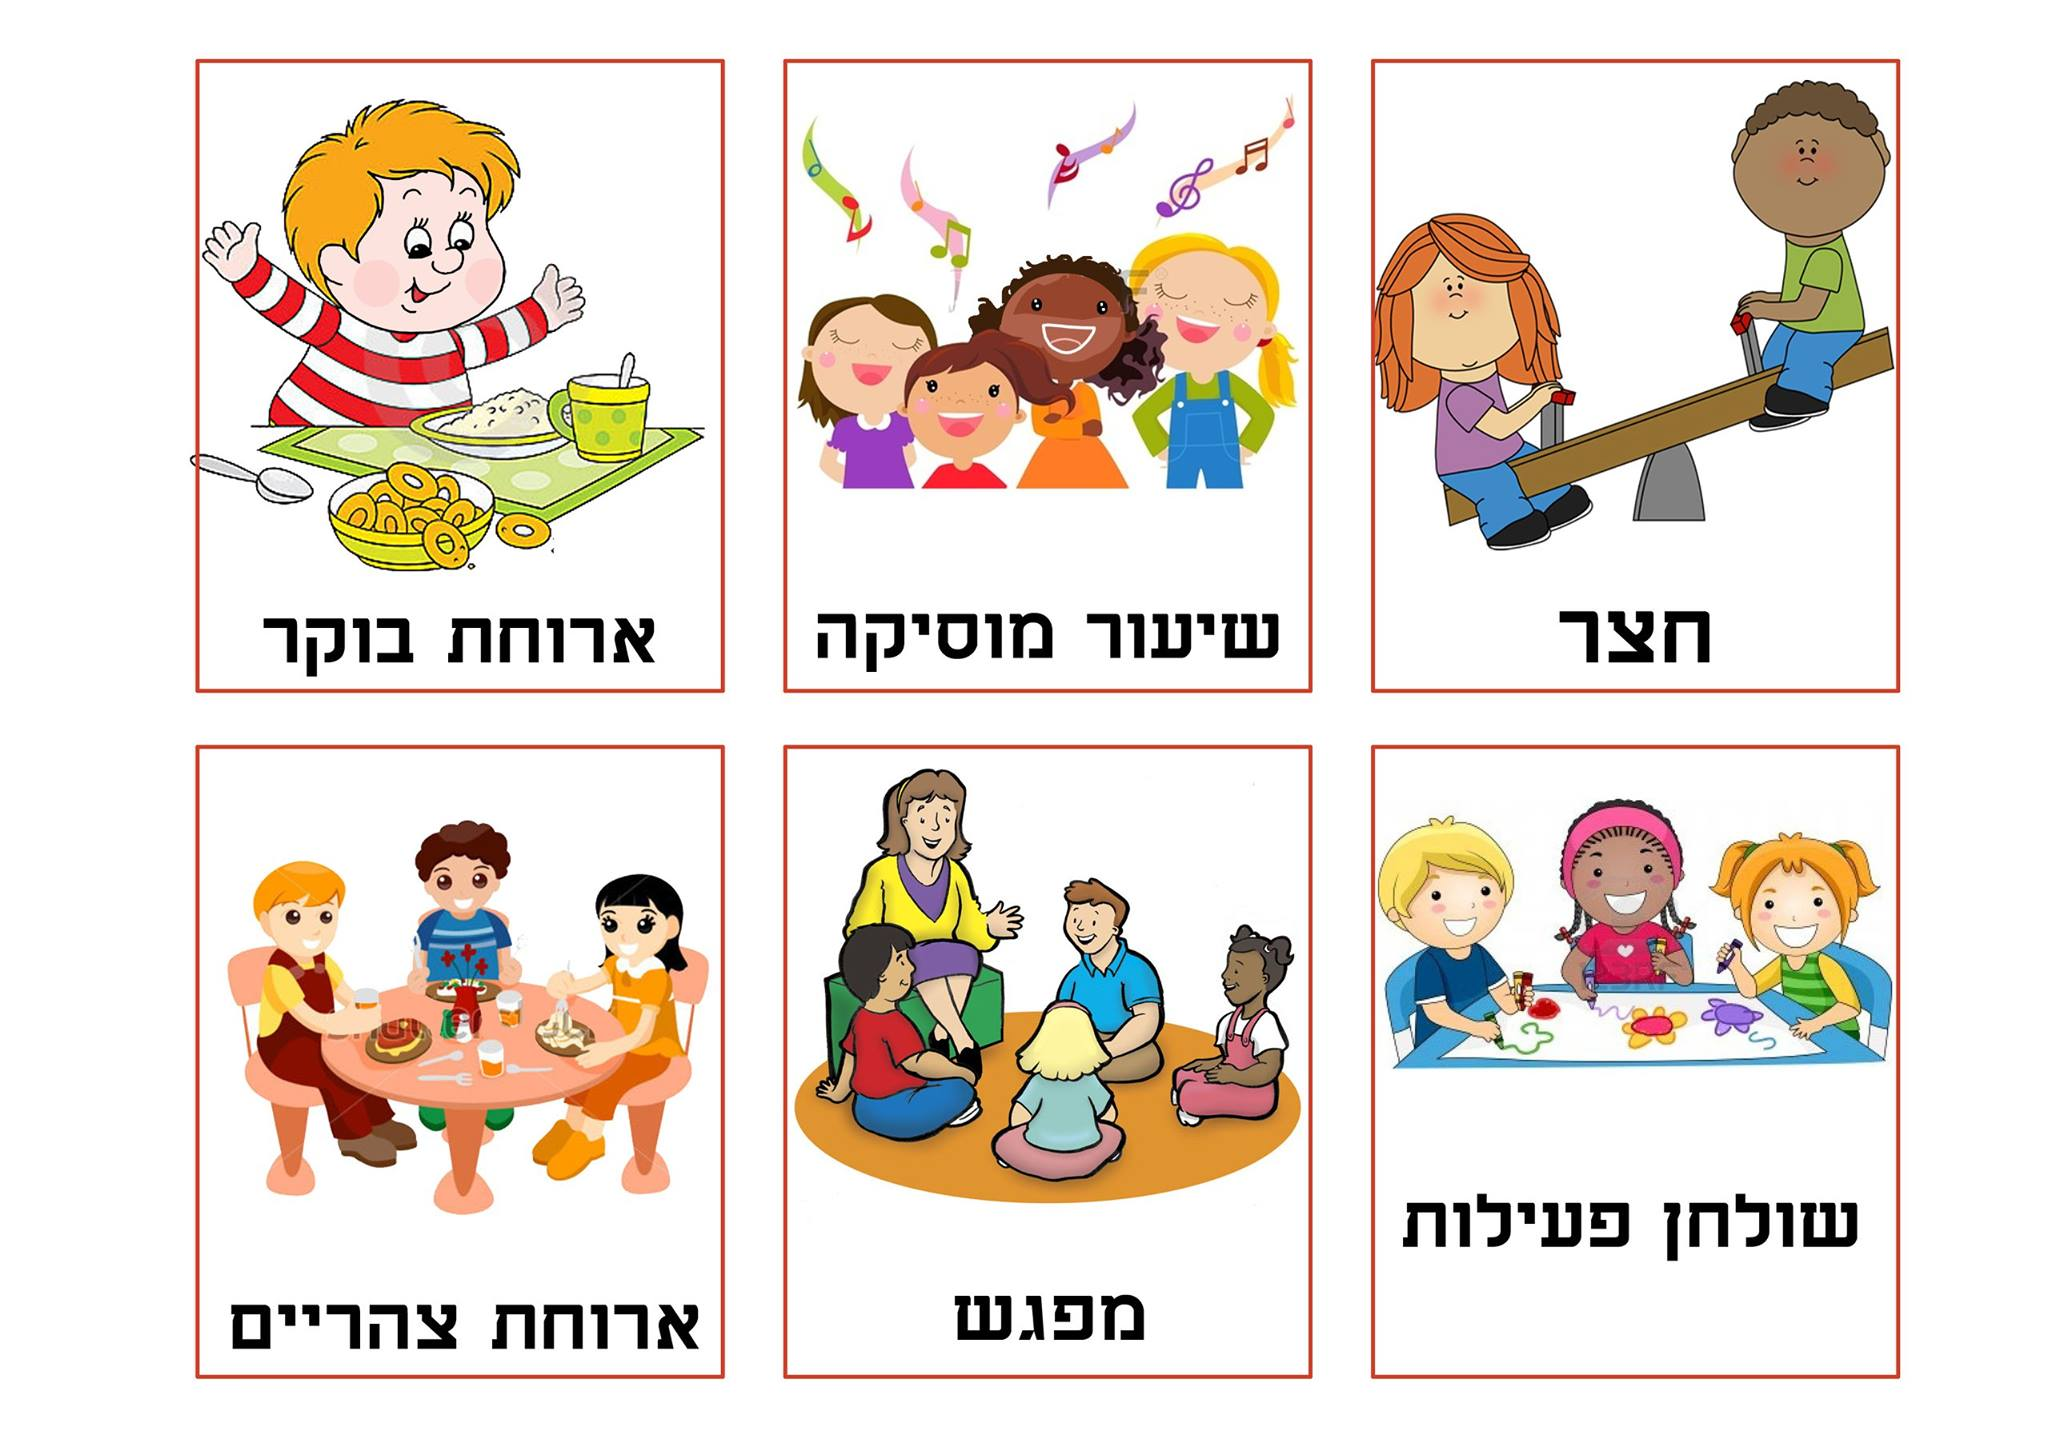 חצר
שיעור מוסיקה
ארוחת בוקר
שולחן פעילות
מפגש
ארוחת צהריים